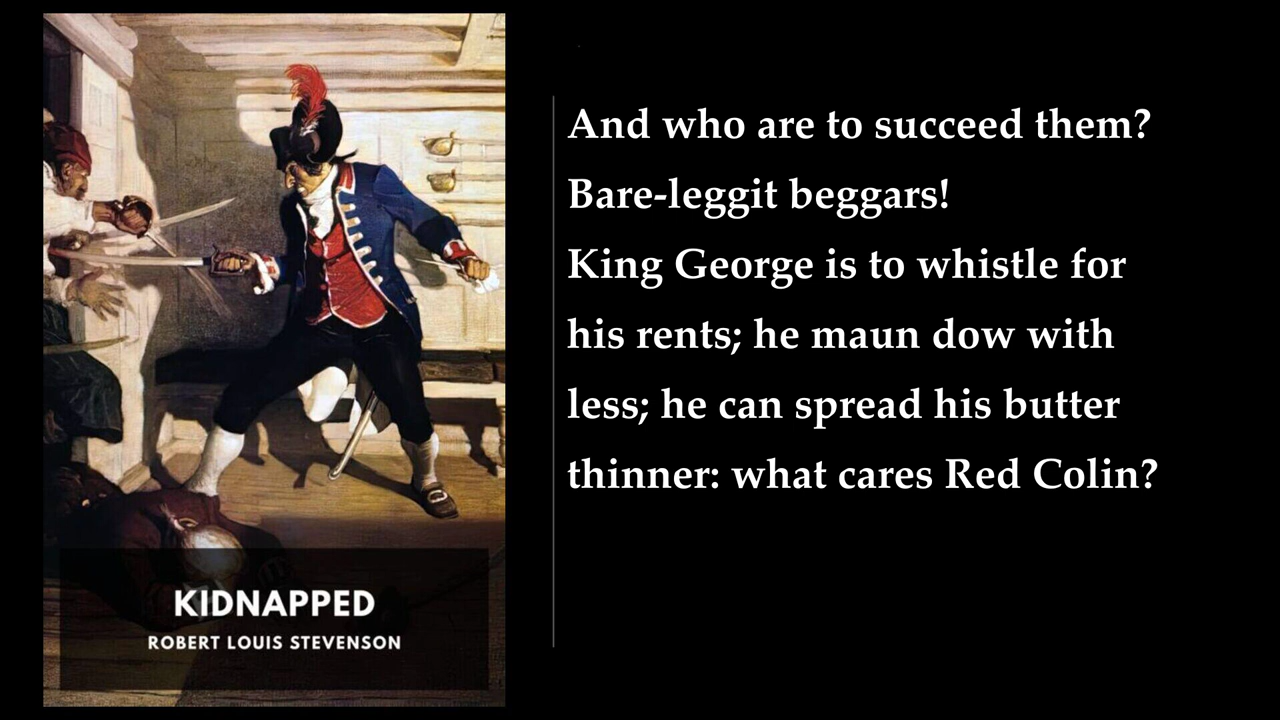 And who are to succeed them?
Bare-leggit beggars!
King George is to whistle for
his rents; he maun dow with
less; he can spread his butter
thinner: what cares Red Colin?
KIDNAPPED
ROBERT LOUIS STEVENSON